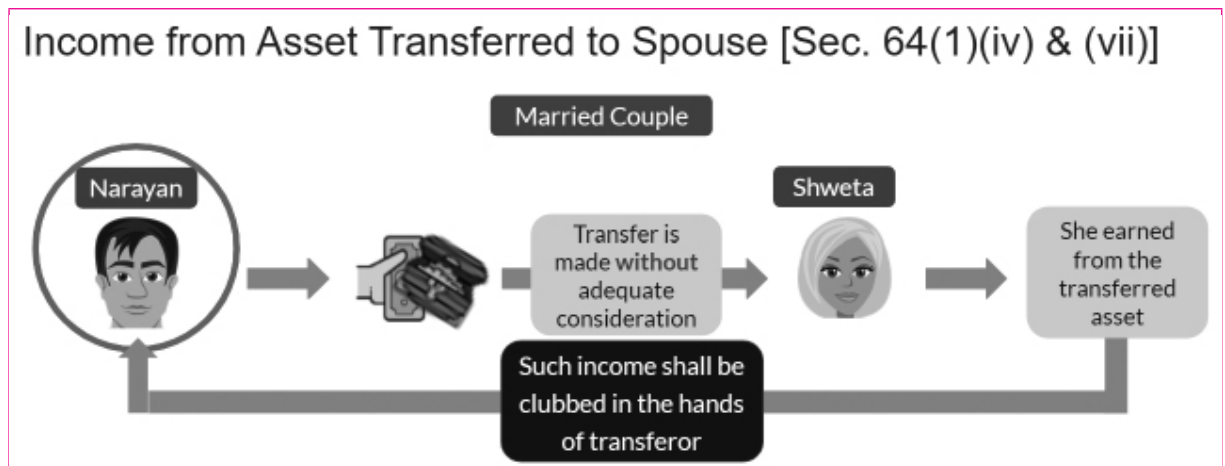 Income from Asset Transferred to Spouse [Sec. 64(1)(iv) & (vii)]
Married Couple
Narayan
Transfer is
made without
adequate
consideration
Shweta
She earned
from the
transferred
asset
Such income shall be
clubbed in the hands
of transferor